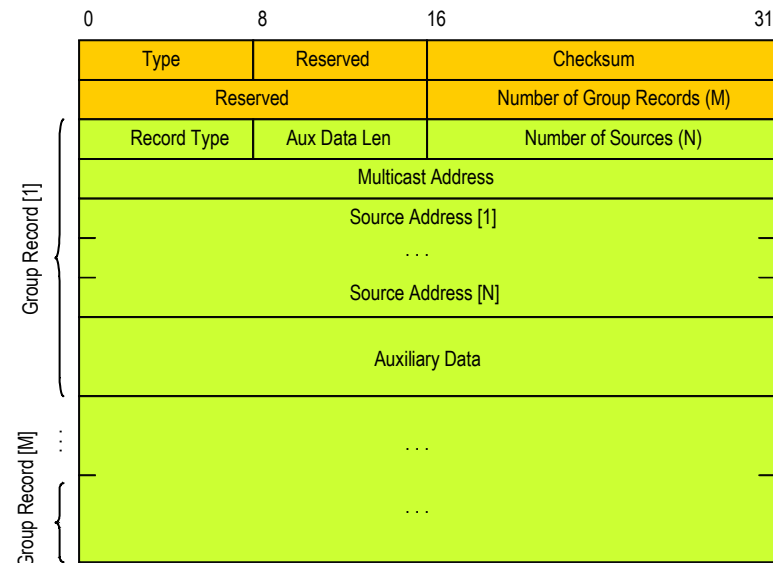 0 8 16 31
Type Reserved Checksum
Reserved Number of Group Records (M)
Record Type Aux Data Len Number of Sources (N)
Multicast Address
Source Address [1]
. . .
Source Address [N]
Auxiliary Data
. . .
. . .
Group Record [1]
. . .
Group Record [M]